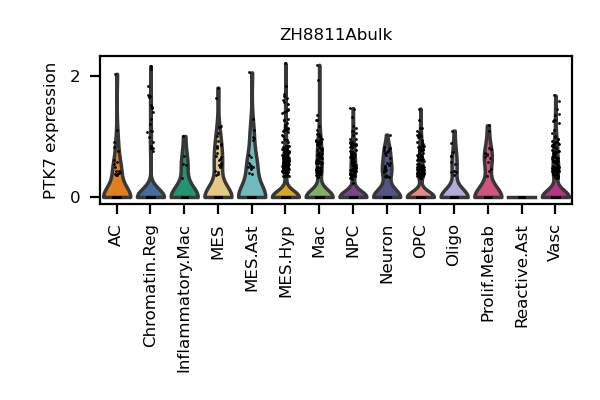 ZH8811Abulk
PTK7 expression
2
0
AC
Chromatin.Reg
Inflammatory.Mac
MES
MES.Ast
MES.Hyp
Mac
NPC
Neuron
OPC
Oligo
Prolif.Metab
Reactive.Ast
Vasc